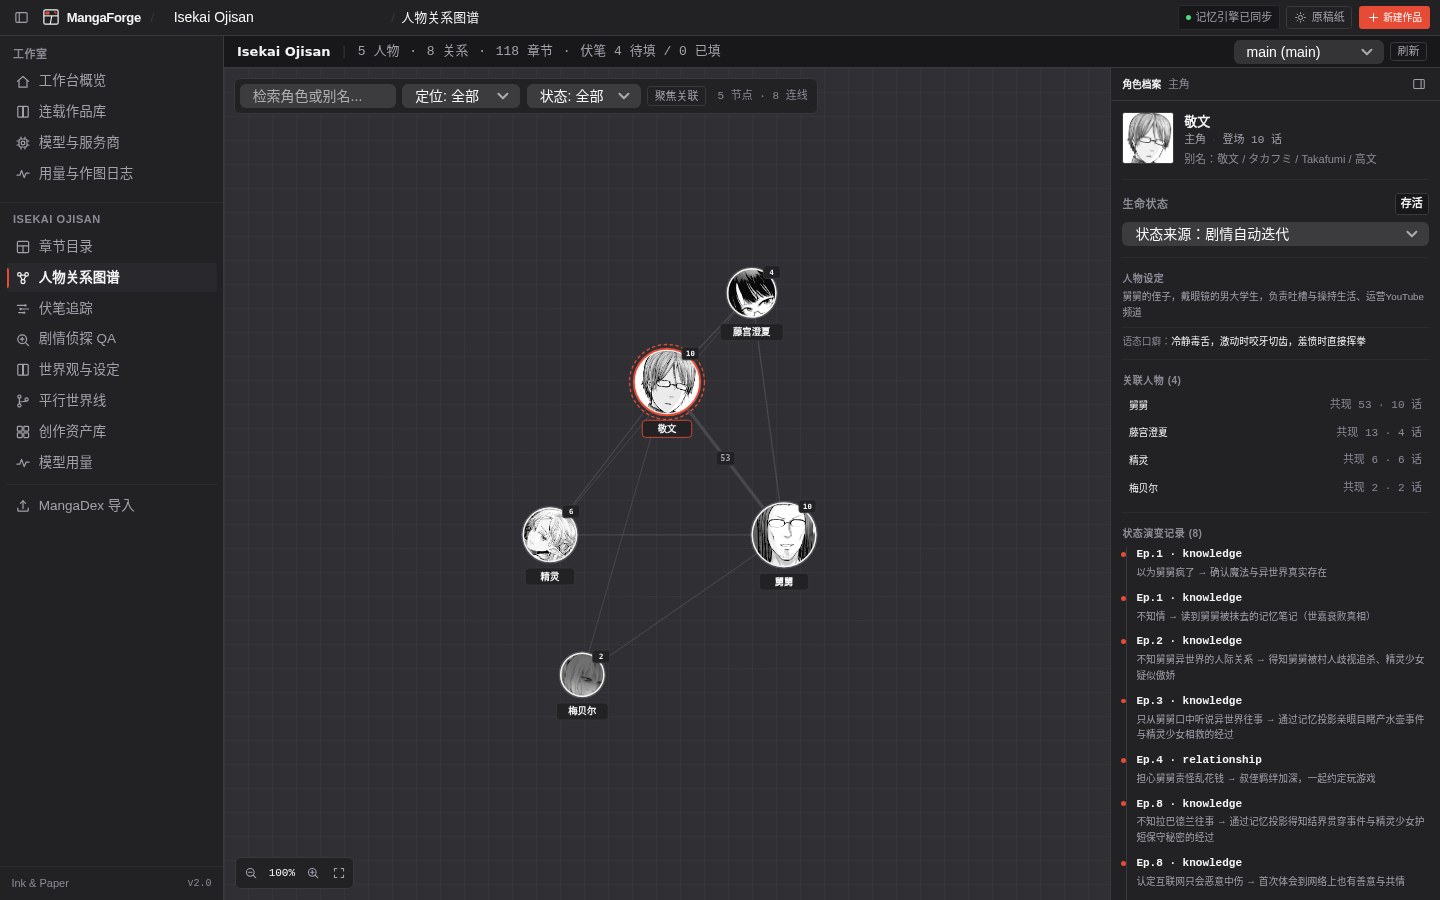 MangaForge / Isekai Ojisan / 人物关系图谱
记忆引擎已同步
原稿纸
新建作品
工作室
工作台概览
连载作品库
模型与服务商
用量与作图日志
ISEKAI OJISAN
章节目录
人物关系图谱
伏笔追踪
剧情侦探 QA
世界观与设定
平行世界线
创作资产库
模型用量
MangaDex 导入
Ink & Paper
v2.0
Isekai Ojisan | 5 人物 · 8 关系 · 118 章节 · 伏笔 4 待填 / 0 已填
main (main)
刷新
检索角色或别名...
定位: 全部
状态: 全部
聚焦关联
5 节点 · 8 连线
4
藤宫澄夏
10
敬文
53
6
精灵
10
舅舅
2
梅贝尔
100%
角色档案 主角
敬文
主角 · 登场 10 话
别名：敬文 / タカフミ / Takafumi / 高文
生命状态
存活
状态来源：剧情自动迭代
人物设定
舅舅的侄子，戴眼镜的男大学生，负责吐槽与操持生活、运营YouTube
频道
语态口癖：冷静毒舌，激动时咬牙切齿，羞愤时直接挥拳
关联人物 (4)
舅舅 共现 53 · 10 话
藤宫澄夏 共现 13 · 4 话
精灵 共现 6 · 6 话
梅贝尔 共现 2 · 2 话
状态演变记录 (8)
Ep.1 · knowledge
以为舅舅疯了 → 确认魔法与异世界真实存在
Ep.1 · knowledge
不知情 → 读到舅舅被抹去的记忆笔记（世嘉衰败真相）
Ep.2 · knowledge
不知舅舅异世界的人际关系 → 得知舅舅被村人歧视追杀、精灵少女
疑似傲娇
Ep.3 · knowledge
只从舅舅口中听说异世界往事 → 通过记忆投影亲眼目睹产水壶事件
与精灵少女相救的经过
Ep.4 · relationship
担心舅舅责怪乱花钱 → 叔侄羁绊加深，一起约定玩游戏
Ep.8 · knowledge
不知拉巴德兰往事 → 通过记忆投影得知结界贯穿事件与精灵少女护
短保守秘密的经过
Ep.8 · knowledge
认定互联网只会恶意中伤 → 首次体会到网络上也有善意与共情